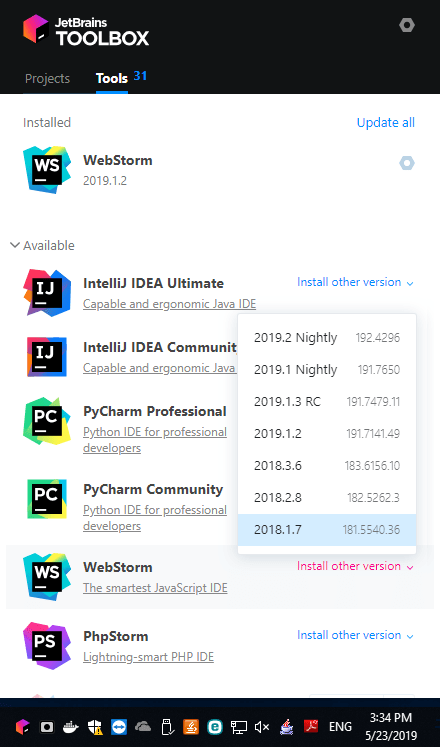 JetBrains
TOOLBOX
Projects
Tools 31
Installed
Update all
WS
WebStorm
2019.1.2
Available
IJ
IntelliJ IDEA Ultimate
Install other version
Capable and ergonomic Java IDE
IJ
IntelliJ IDEA Communit
Capable and ergonomic Java
PC
PyCharm Professional
Python IDE for professional
developers
PC
PyCharm Community
Python IDE for professional
developers
2019.2 Nightly 192.4296
2019.1 Nightly 191.7650
2019.1.3 RC 191.7479.11
2019.1.2 191.7141.49
2018.3.6 183.6156.10
2018.2.8 182.5262.3
2018.1.7 181.5540.36
WS
WebStorm
Install other version
The smartest JavaScript IDE
PS
PhpStorm
Install other version
Lightning-smart PHP IDE
ENG
3:34 PM
5/23/2019